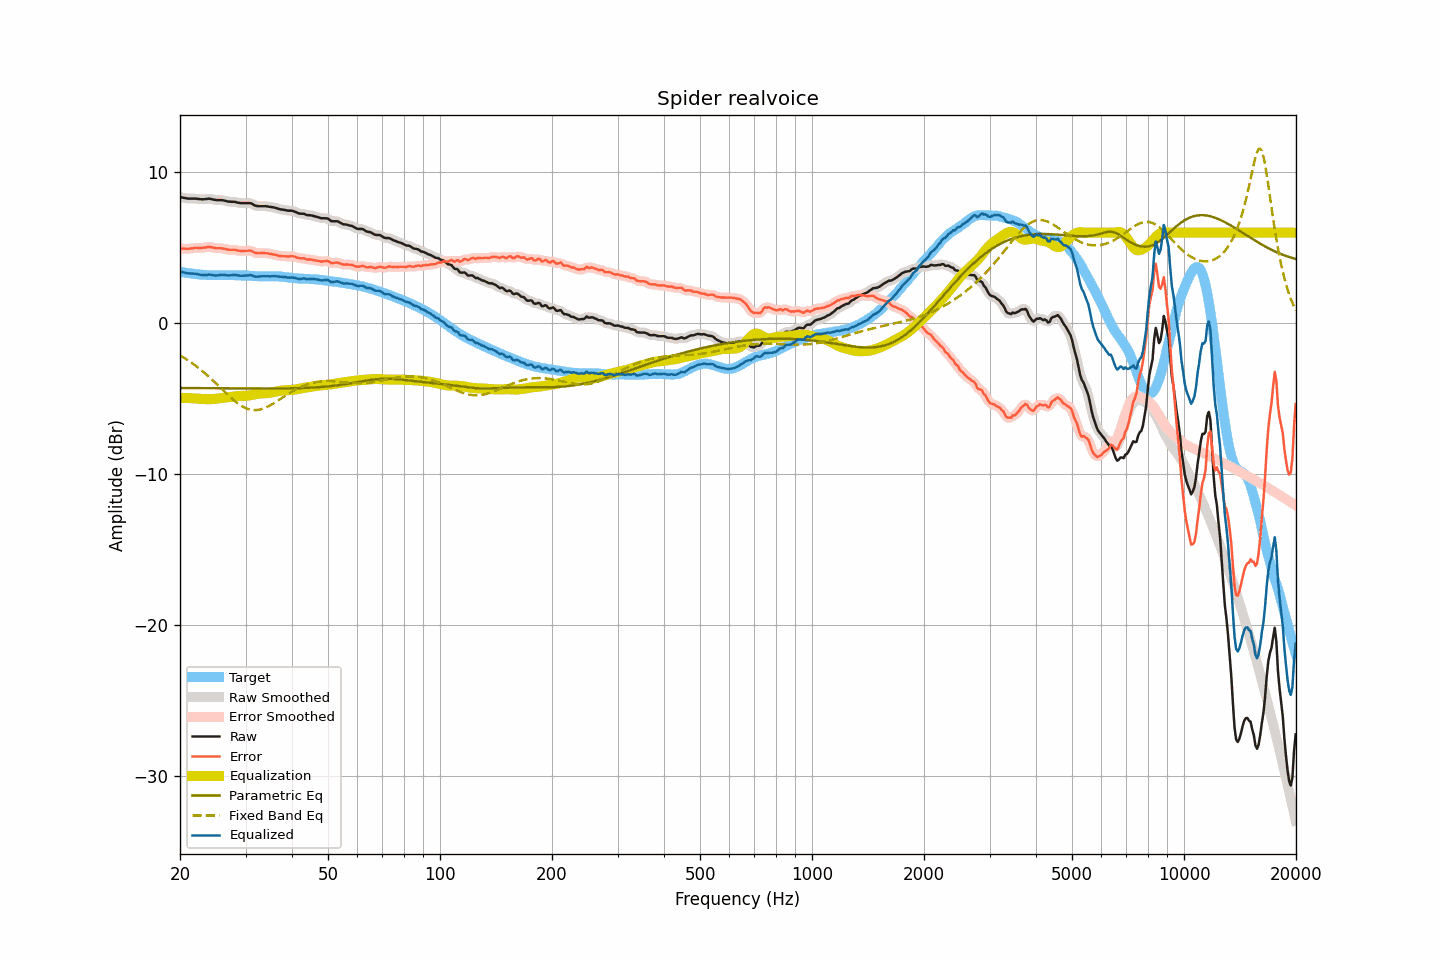 Spider realvoice
10
0
−10
−20
−30
Amplitude (dBr)
Target
Raw Smoothed
Error Smoothed
Raw
Error
Equalization
Parametric Eq
Fixed Band Eq
Equalized
20 50 100 200 500 1000 2000 5000 10000 20000
Frequency (Hz)